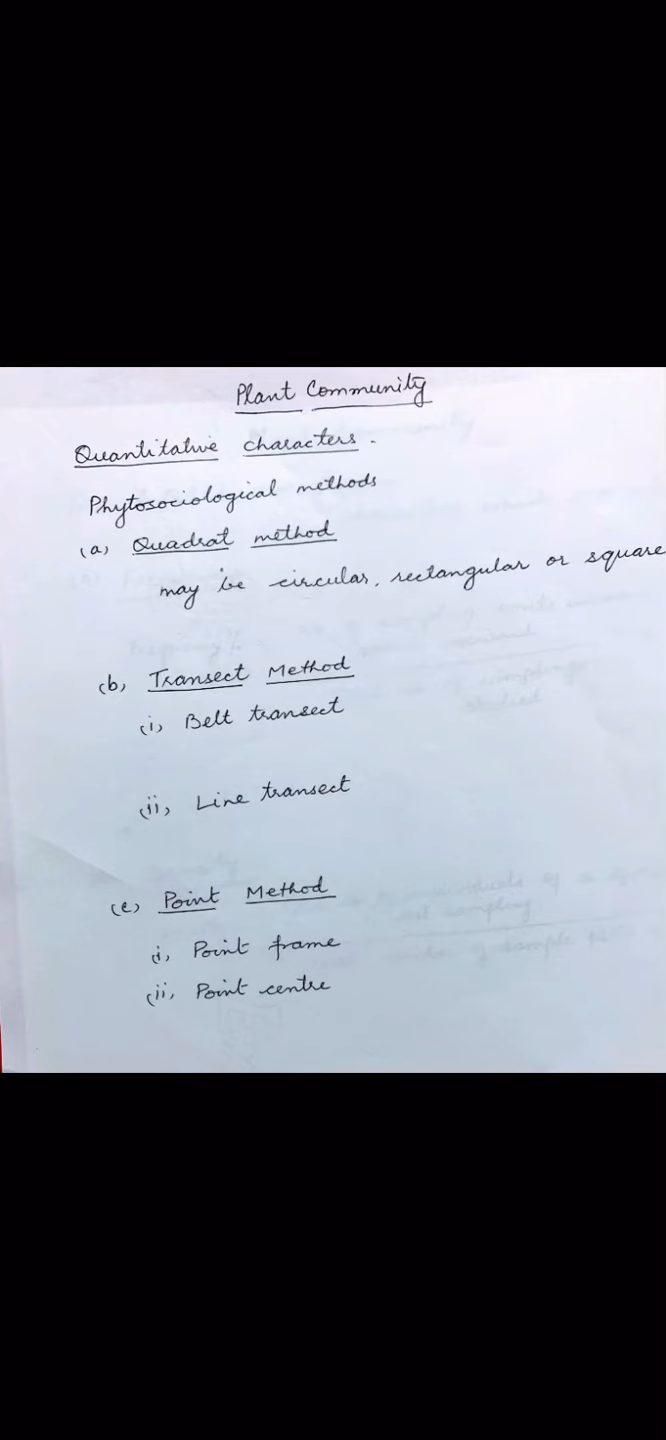 Plant Community
Quantitative characters.
Phytosociological methods
(a) Quadrat method
may be circular, rectangular or square
(b) Transect Method
(i) Belt transect
(ii) Line transect
(c) Point Method
(i) Point frame
(ii) Point centre